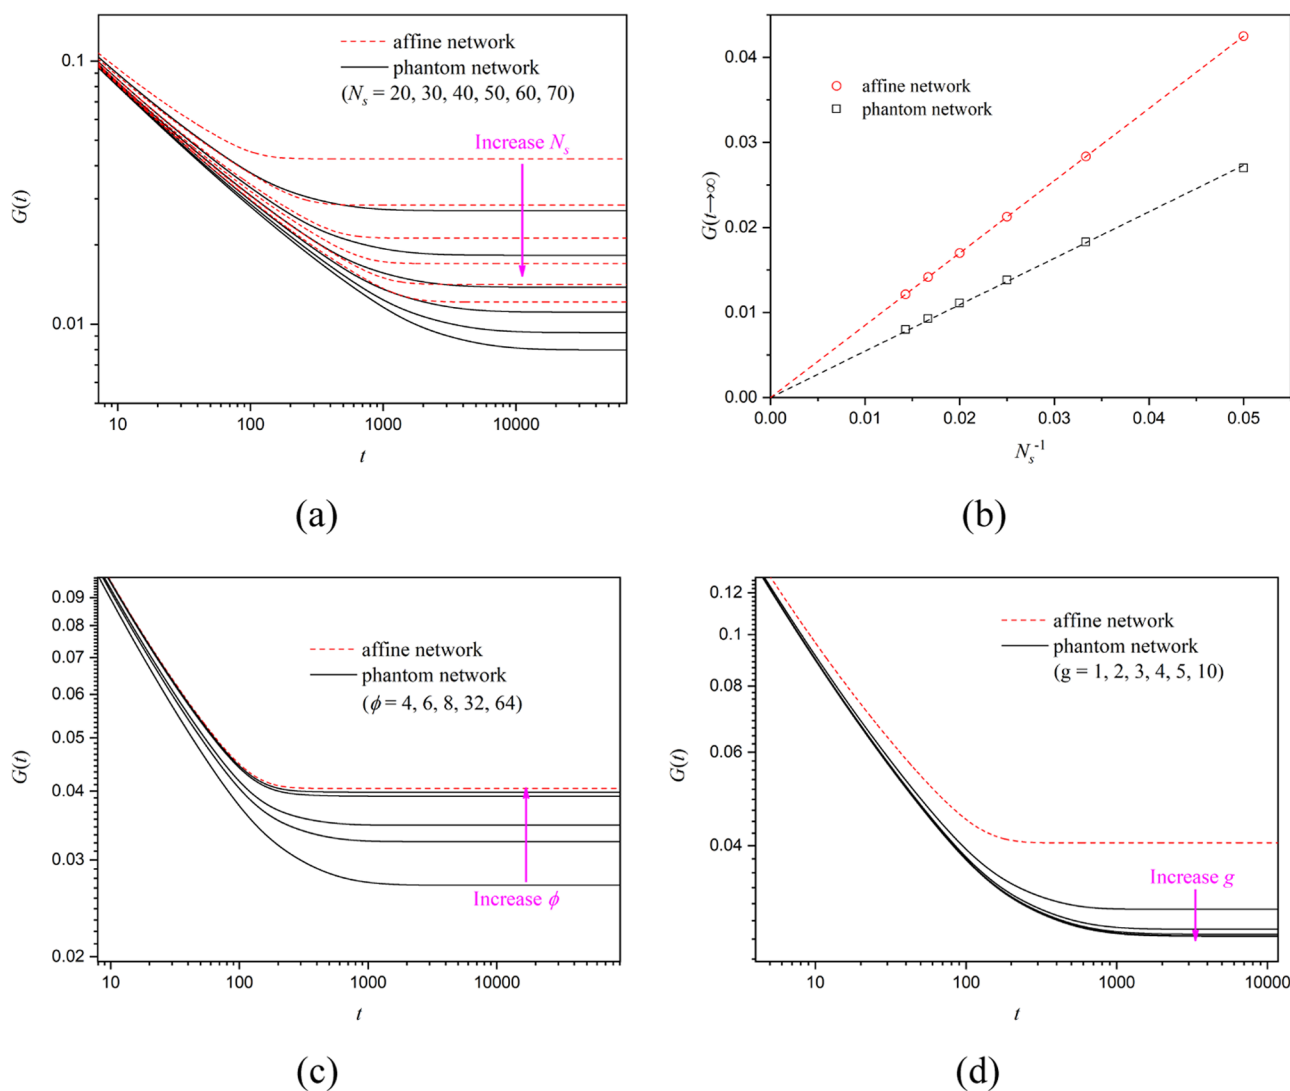 affine network
phantom network
(Ns = 20, 30, 40, 50, 60, 70)
Increase Ns
0.1
0.01
G(t)
10 100 1000 10000
t
(a)
affine network
phantom network
0.04
0.03
0.02
0.01
0.00
G(t→∞)
0.00 0.01 0.02 0.03 0.04 0.05
Ns-1
(b)
affine network
phantom network
(ϕ = 4, 6, 8, 32, 64)
Increase ϕ
0.09
0.08
0.07
0.06
0.05
0.04
0.03
0.02
G(t)
10 100 1000 10000
t
(c)
affine network
phantom network
(g = 1, 2, 3, 4, 5, 10)
Increase g
0.12
0.1
0.08
0.06
0.04
G(t)
10 100 1000 10000
t
(d)